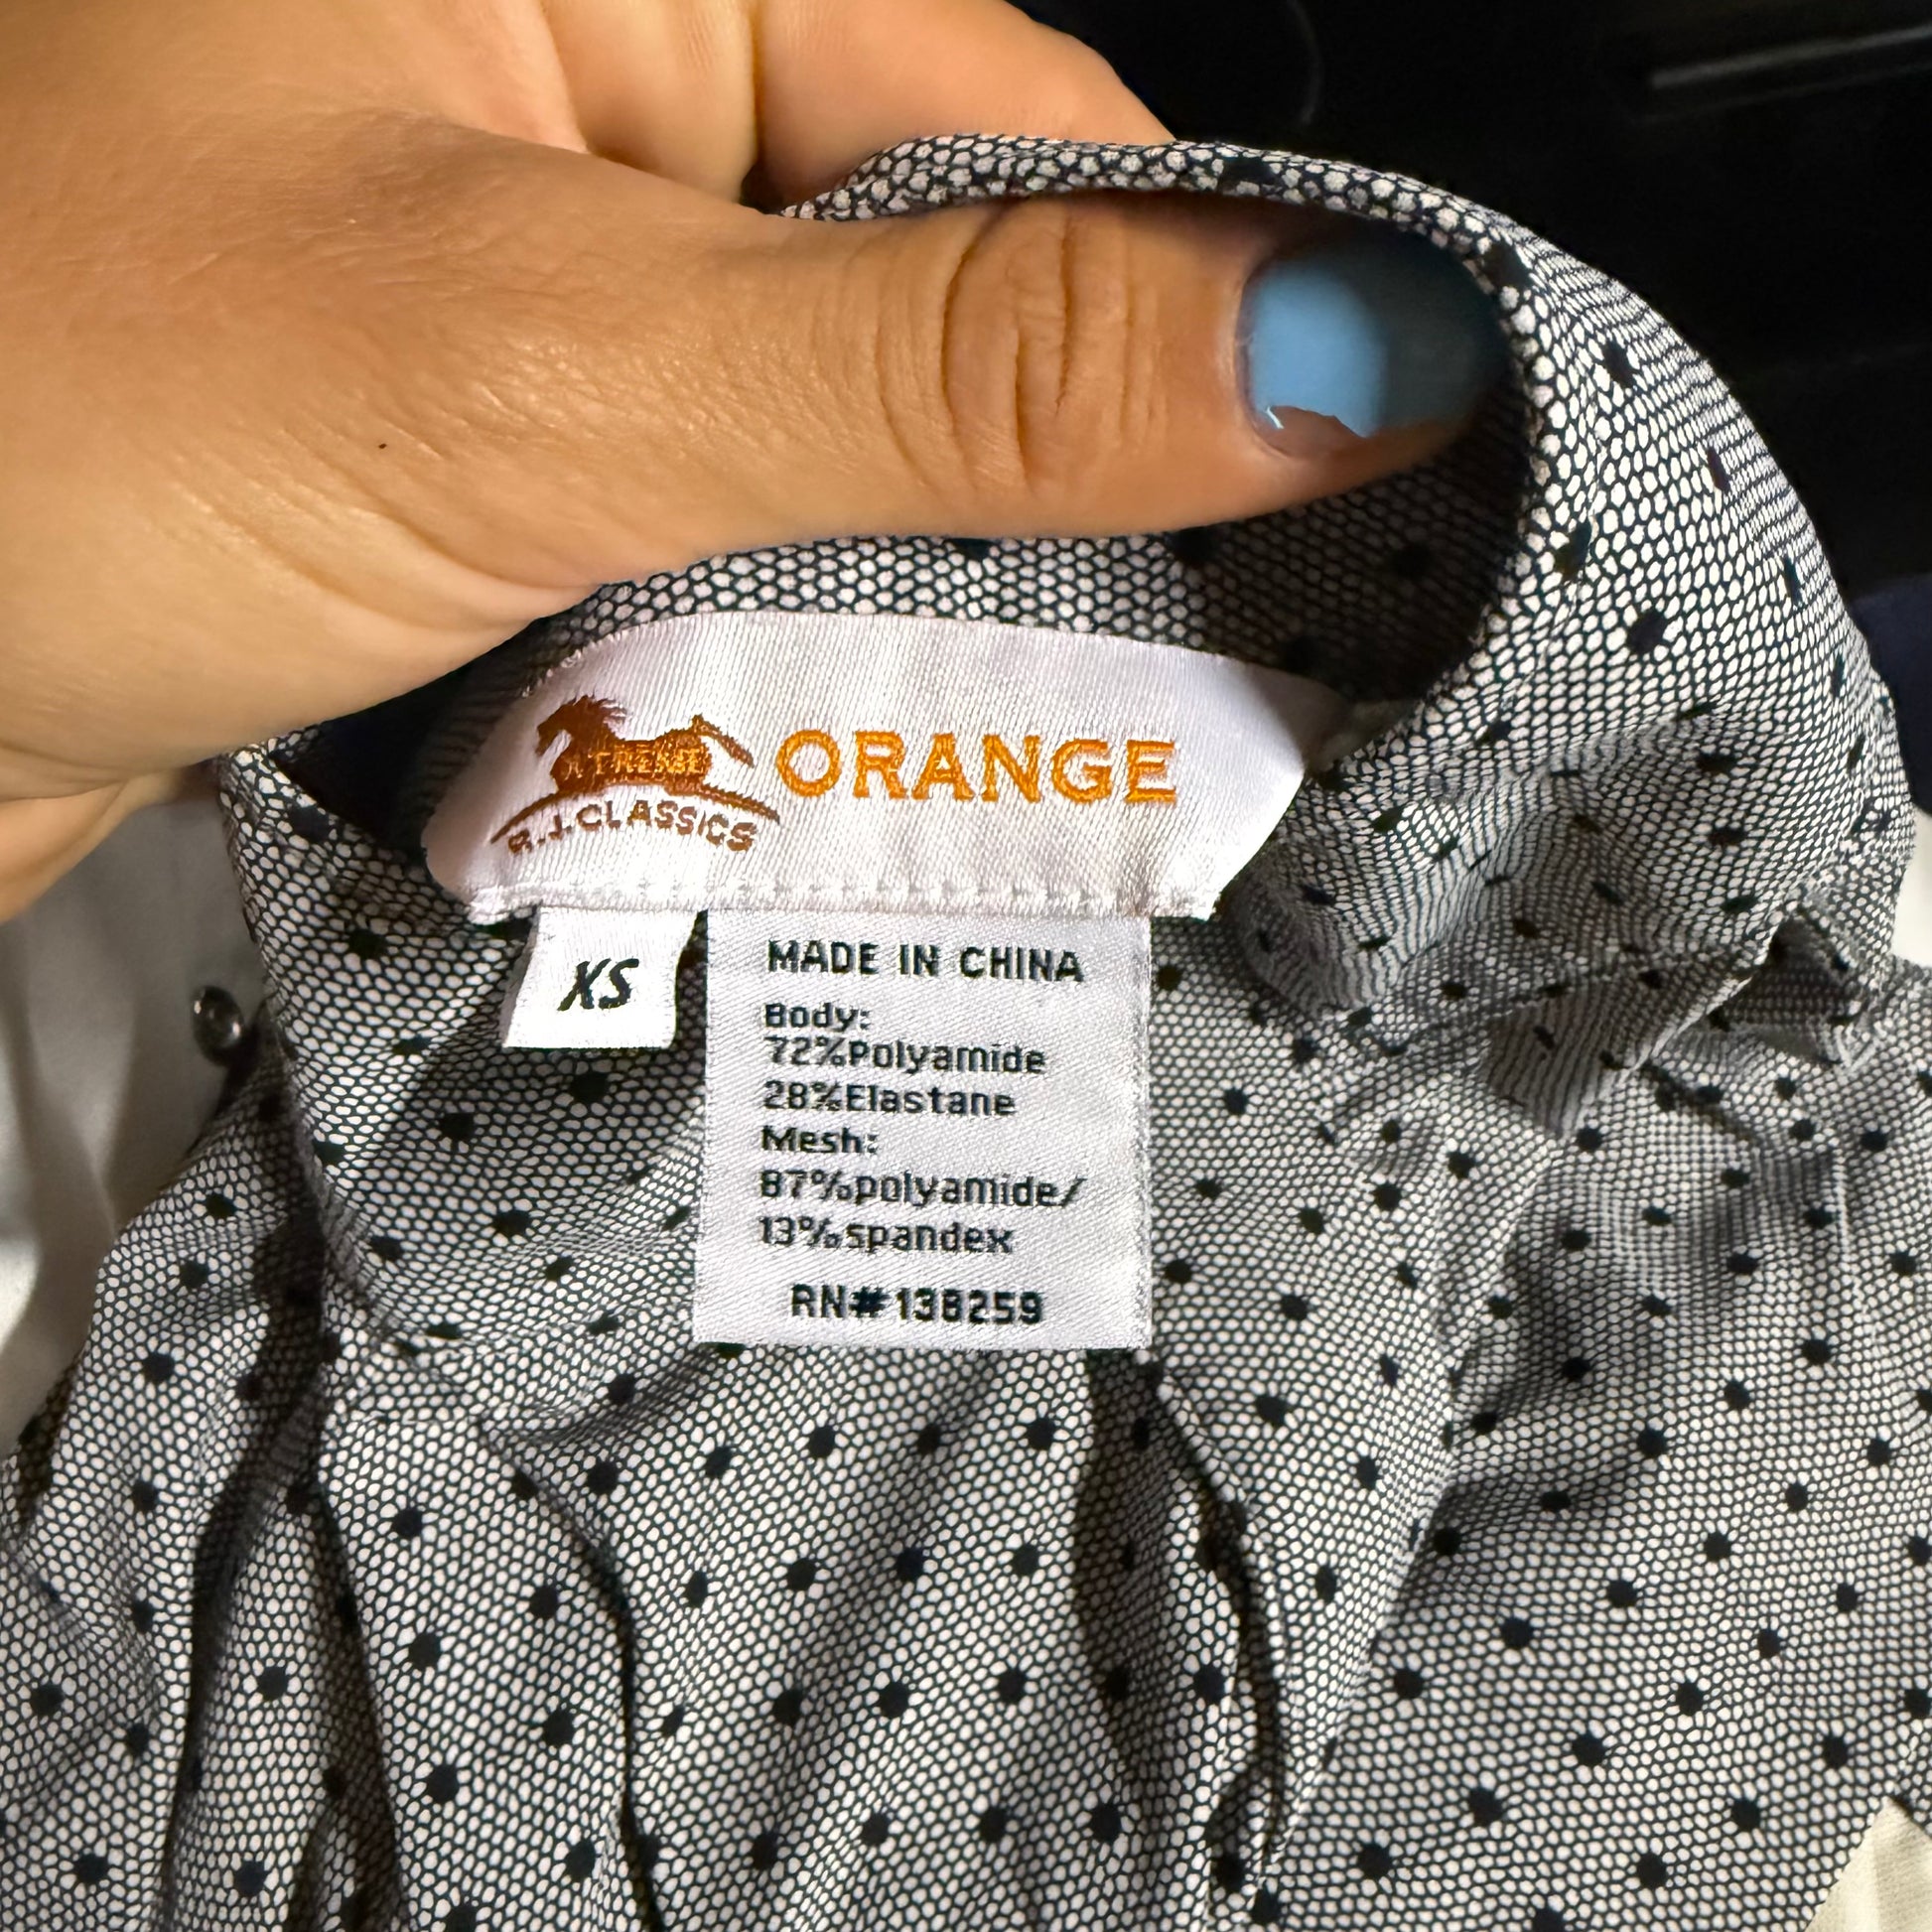 ORANGE
R.J.CLASSICS
XS
MADE IN CHINA
Body:
72%Polyamide
28%Elastane
Mesh:
87%polyamide/
13%spandex
RN#138259